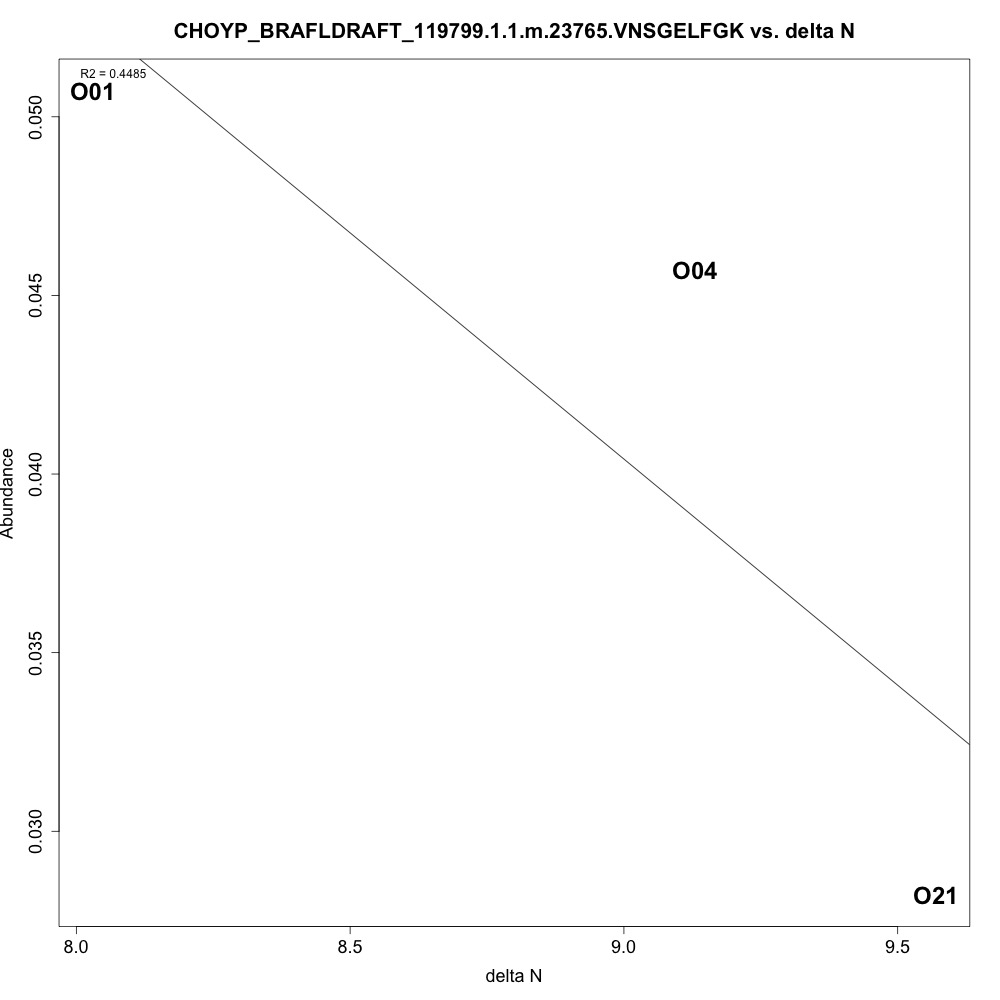 CHOYP_BRAFLDRAFT_119799.1.1.m.23765.VNSGELFGK vs. delta N
R2 = 0.4485
O01
0.050
O04
0.045
0.040
Abundance
0.035
0.030
O21
8.0 8.5 9.0 9.5
delta N